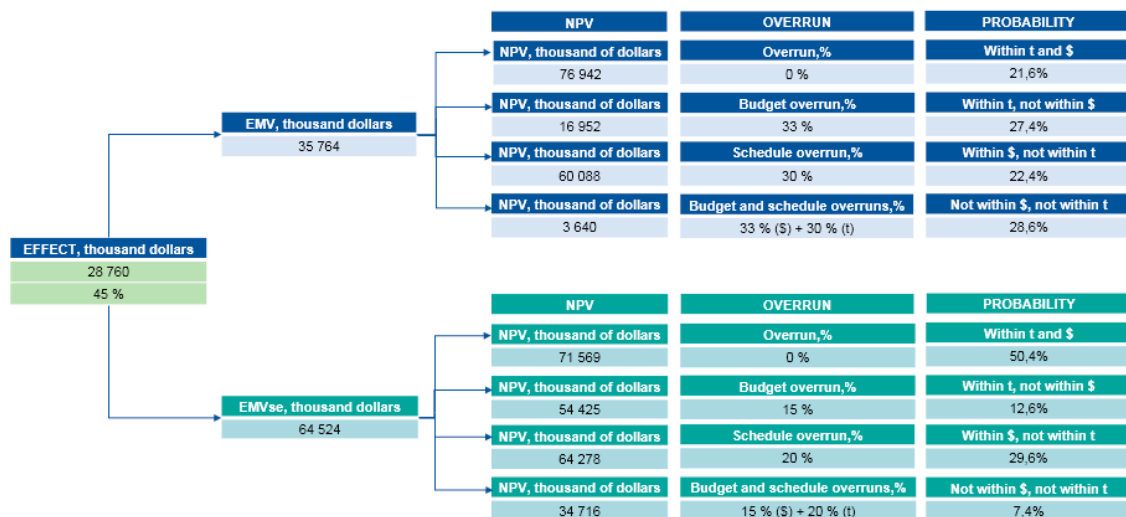 NPV OVERRUN PROBABILITY
NPV, thousand of dollars Overrun,% Within t and $
76 942 0 % 21,6%
NPV, thousand of dollars Budget overrun,% Within t, not within $
16 952 33 % 27,4%
EMV, thousand dollars
35 764
NPV, thousand of dollars Schedule overrun,% Within $, not within t
60 088 30 % 22,4%
NPV, thousand of dollars Budget and schedule overruns,% Not within $, not within t
3 640 33 % ($) + 30 % (t) 28,6%
EFFECT, thousand dollars
28 760
45 %
NPV OVERRUN PROBABILITY
NPV, thousand of dollars Overrun,% Within t and $
71 569 0 % 50,4%
NPV, thousand of dollars Budget overrun,% Within t, not within $
54 425 15 % 12,6%
EMVse, thousand dollars
64 524
NPV, thousand of dollars Schedule overrun,% Within $, not within t
64 278 20 % 29,6%
NPV, thousand of dollars Budget and schedule overruns,% Not within $, not within t
34 716 15 % ($) + 20 % (t) 7,4%